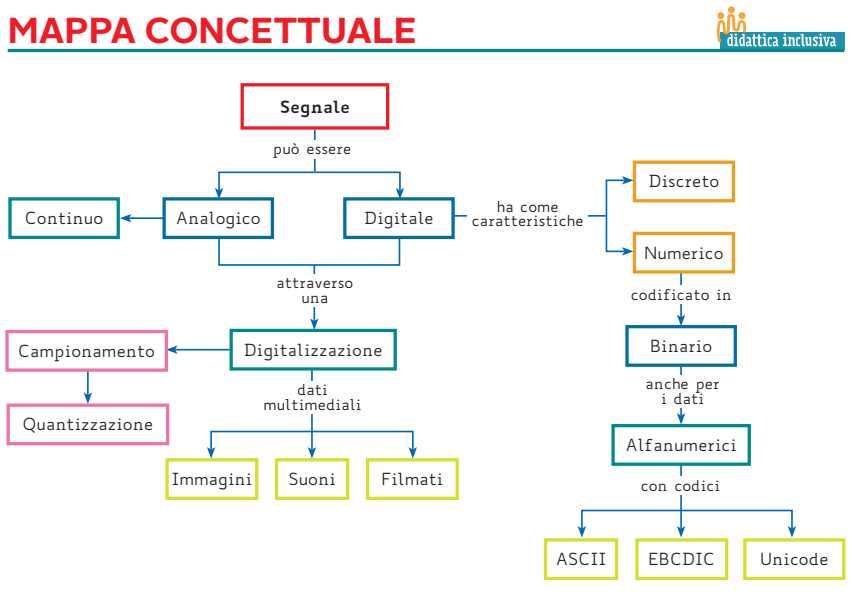 MAPPA CONCETTUALE
didattica inclusiva
Segnale
può essere
Continuo
Analogico
Digitale
ha come
caratteristiche
Discreto
Numerico
attraverso
una
codificato in
Campionamento
Digitalizzazione
Binario
dati
multimediali
anche per
i dati
Quantizzazione
Alfanumerici
Immagini
Suoni
Filmati
con codici
ASCII
EBCDIC
Unicode